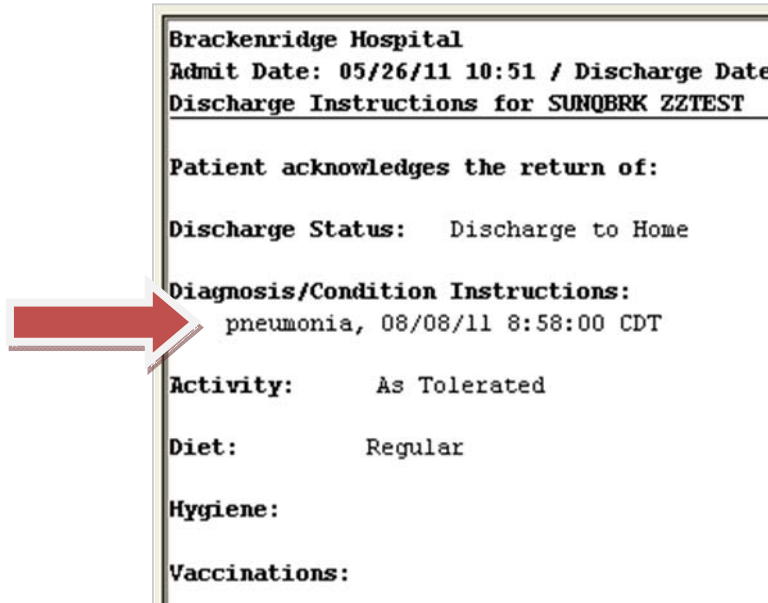 Brackenridge Hospital
Admit Date: 05/26/11 10:51 / Discharge Date
Discharge Instructions for SUNQBRK ZZTEST
Patient acknowledges the return of:
Discharge Status: Discharge to Home
Diagnosis/Condition Instructions:
pneumonia, 08/08/11 8:58:00 CDT
Activity: As Tolerated
Diet: Regular
Hygiene:
Vaccinations: